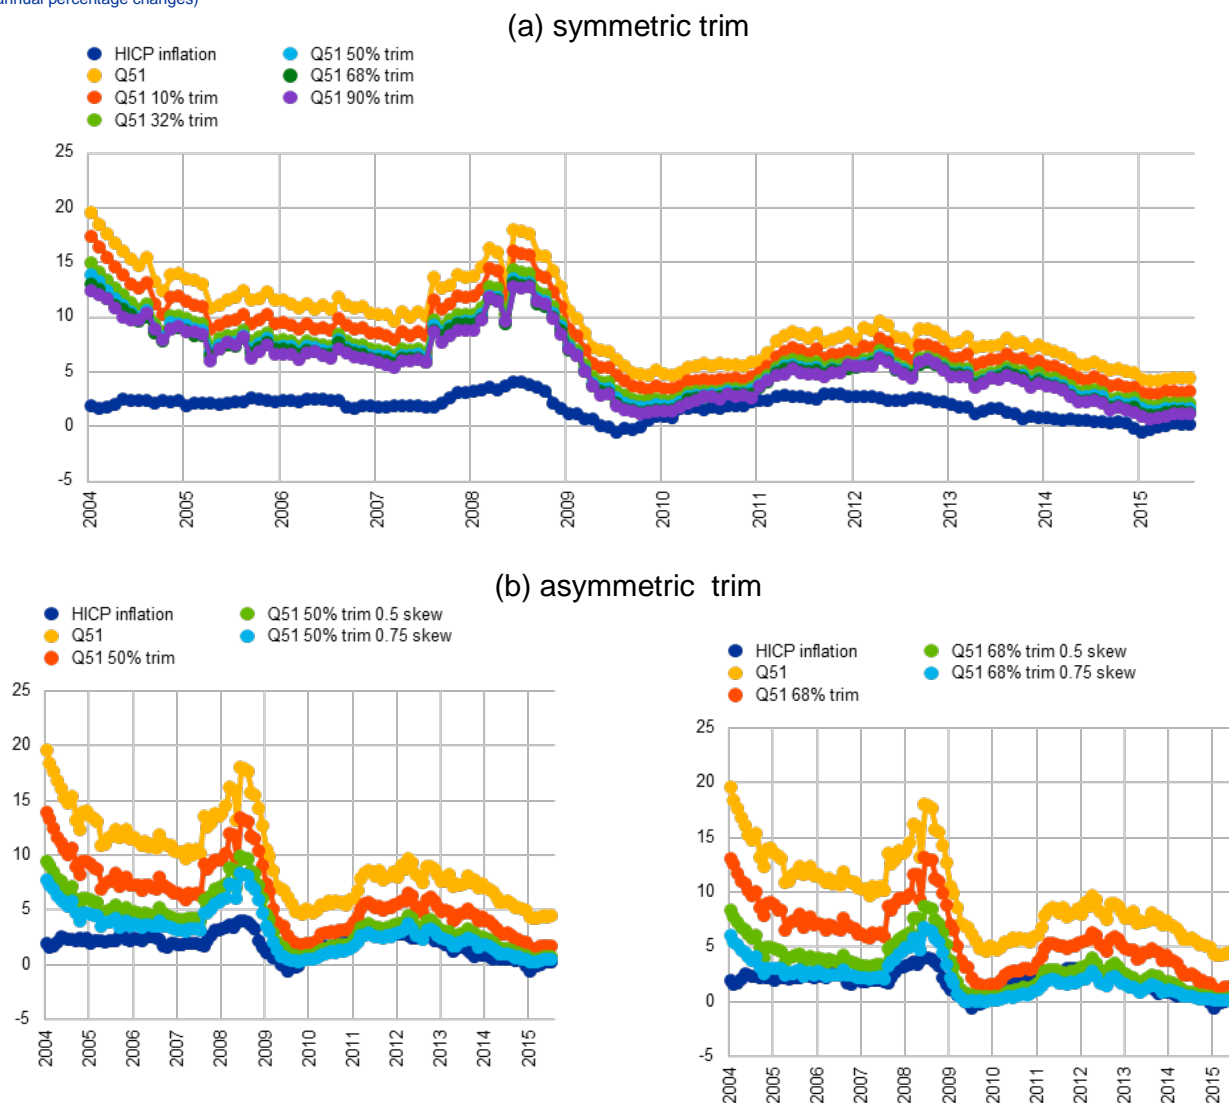 annual percentage changes)
(a) symmetric trim
HICP inflation
Q51
Q51 10% trim
Q51 32% trim
Q51 50% trim
Q51 68% trim
Q51 90% trim
25
20
15
10
5
0
-5
2004
2005
2006
2007
2008
2009
2010
2011
2012
2013
2014
2015
(b) asymmetric trim
HICP inflation
Q51
Q51 50% trim
Q51 50% trim 0.5 skew
Q51 50% trim 0.75 skew
25
20
15
10
5
0
-5
2004
2005
2006
2007
2008
2009
2010
2011
2012
2013
2014
2015
HICP inflation
Q51
Q51 68% trim
Q51 68% trim 0.5 skew
Q51 68% trim 0.75 skew
25
20
15
10
5
0
-5
2004
2005
2006
2007
2008
2009
2010
2011
2012
2013
2014
2015